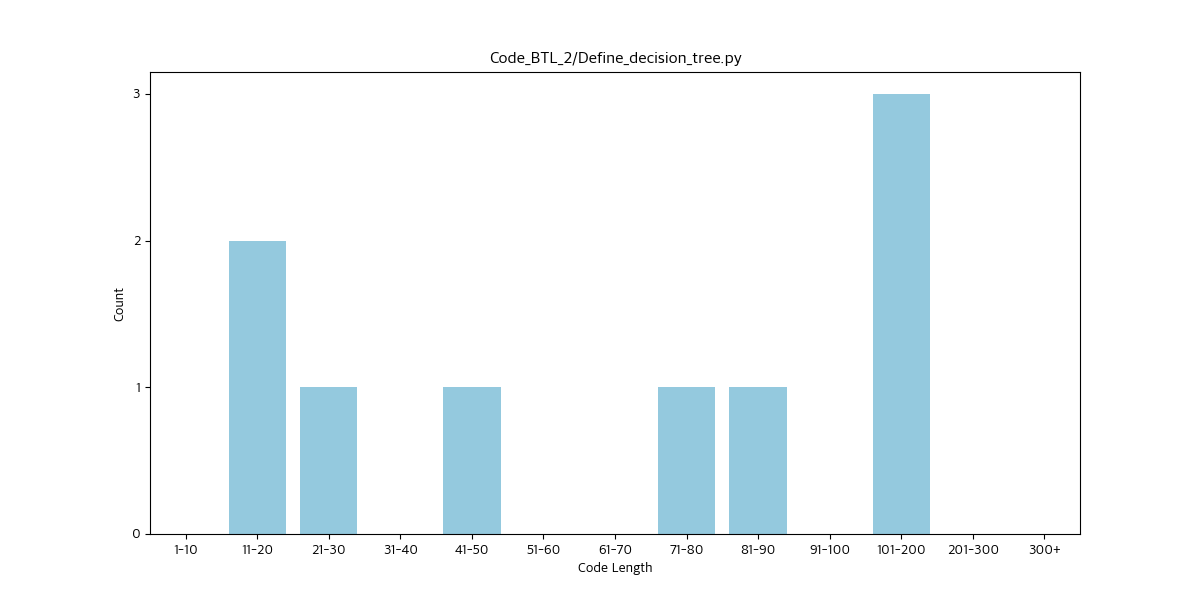 Code_BTL_2/Define_decision_tree.py
3
2
1
0
Count
1-10 11-20 21-30 31-40 41-50 51-60 61-70 71-80 81-90 91-100 101-200 201-300 300+
Code Length